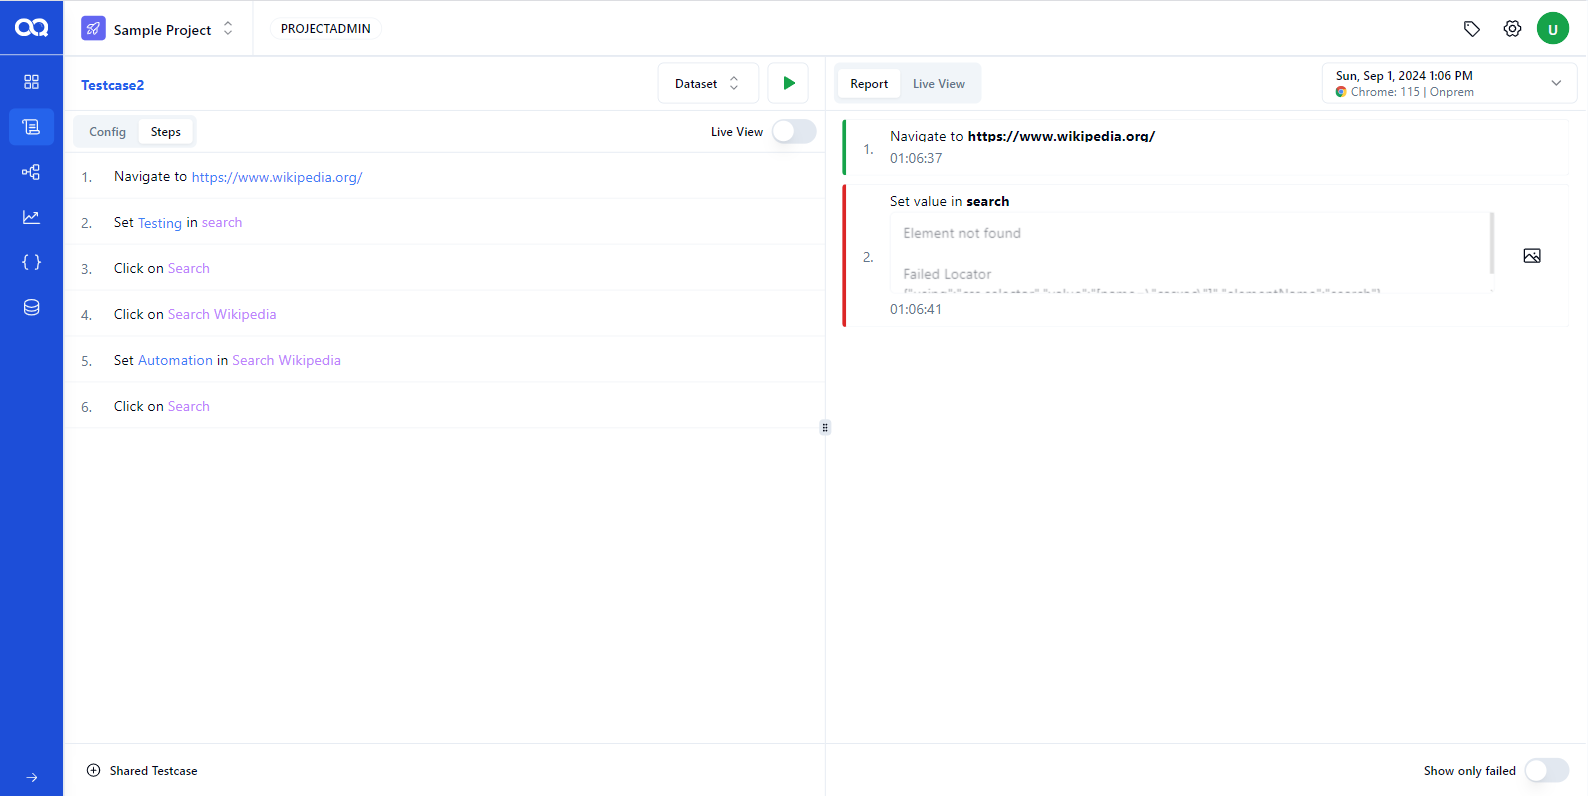 Sample Project
PROJECTADMIN
U
Testcase2
Dataset
Config
Steps
Live View
1. Navigate to https://www.wikipedia.org/
2. Set Testing in search
3. Click on Search
4. Click on Search Wikipedia
5. Set Automation in Search Wikipedia
6. Click on Search
Shared Testcase
Report
Live View
Sun, Sep 1, 2024 1:06 PM
Chrome: 115 | Onprem
1. Navigate to https://www.wikipedia.org/
01:06:37
2. Set value in search
Element not found
Failed Locator
01:06:41
Show only failed